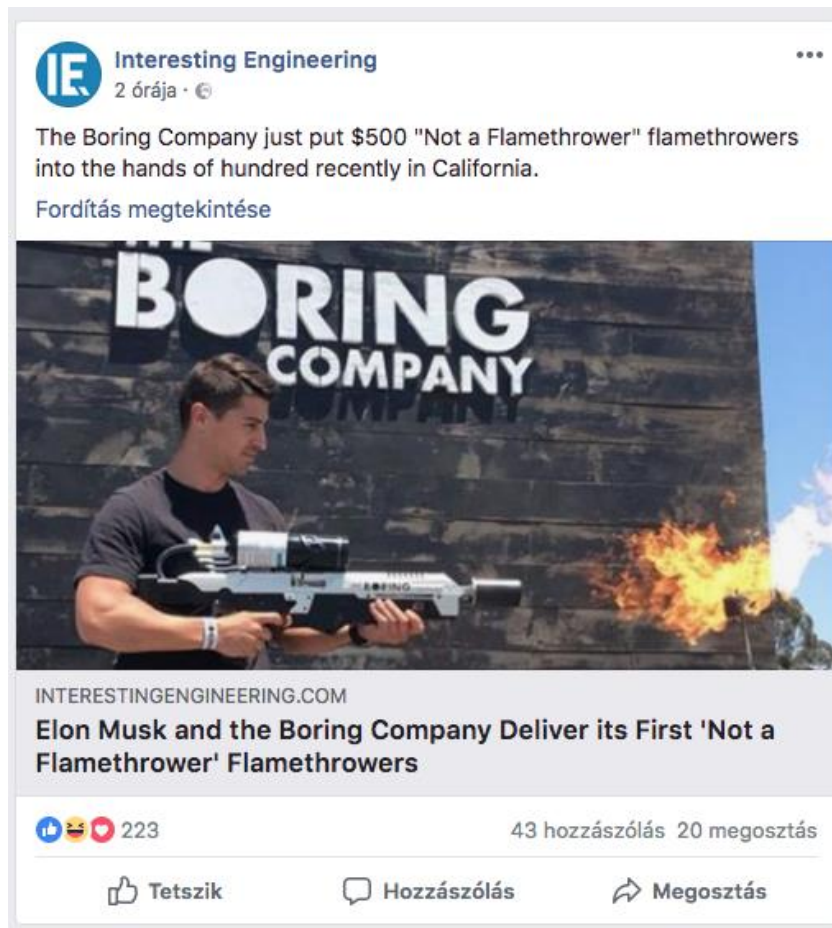 IE
Interesting Engineering
2 órája ·
The Boring Company just put $500 "Not a Flamethrower" flamethrowers
into the hands of hundred recently in California.
Fordítás megtekintése
THE
BORING
COMPANY
BORING
INTERESTINGENGINEERING.COM
Elon Musk and the Boring Company Deliver its First 'Not a
Flamethrower' Flamethrowers
223
43 hozzászólás 20 megosztás
Tetszik
Hozzászólás
Megosztás